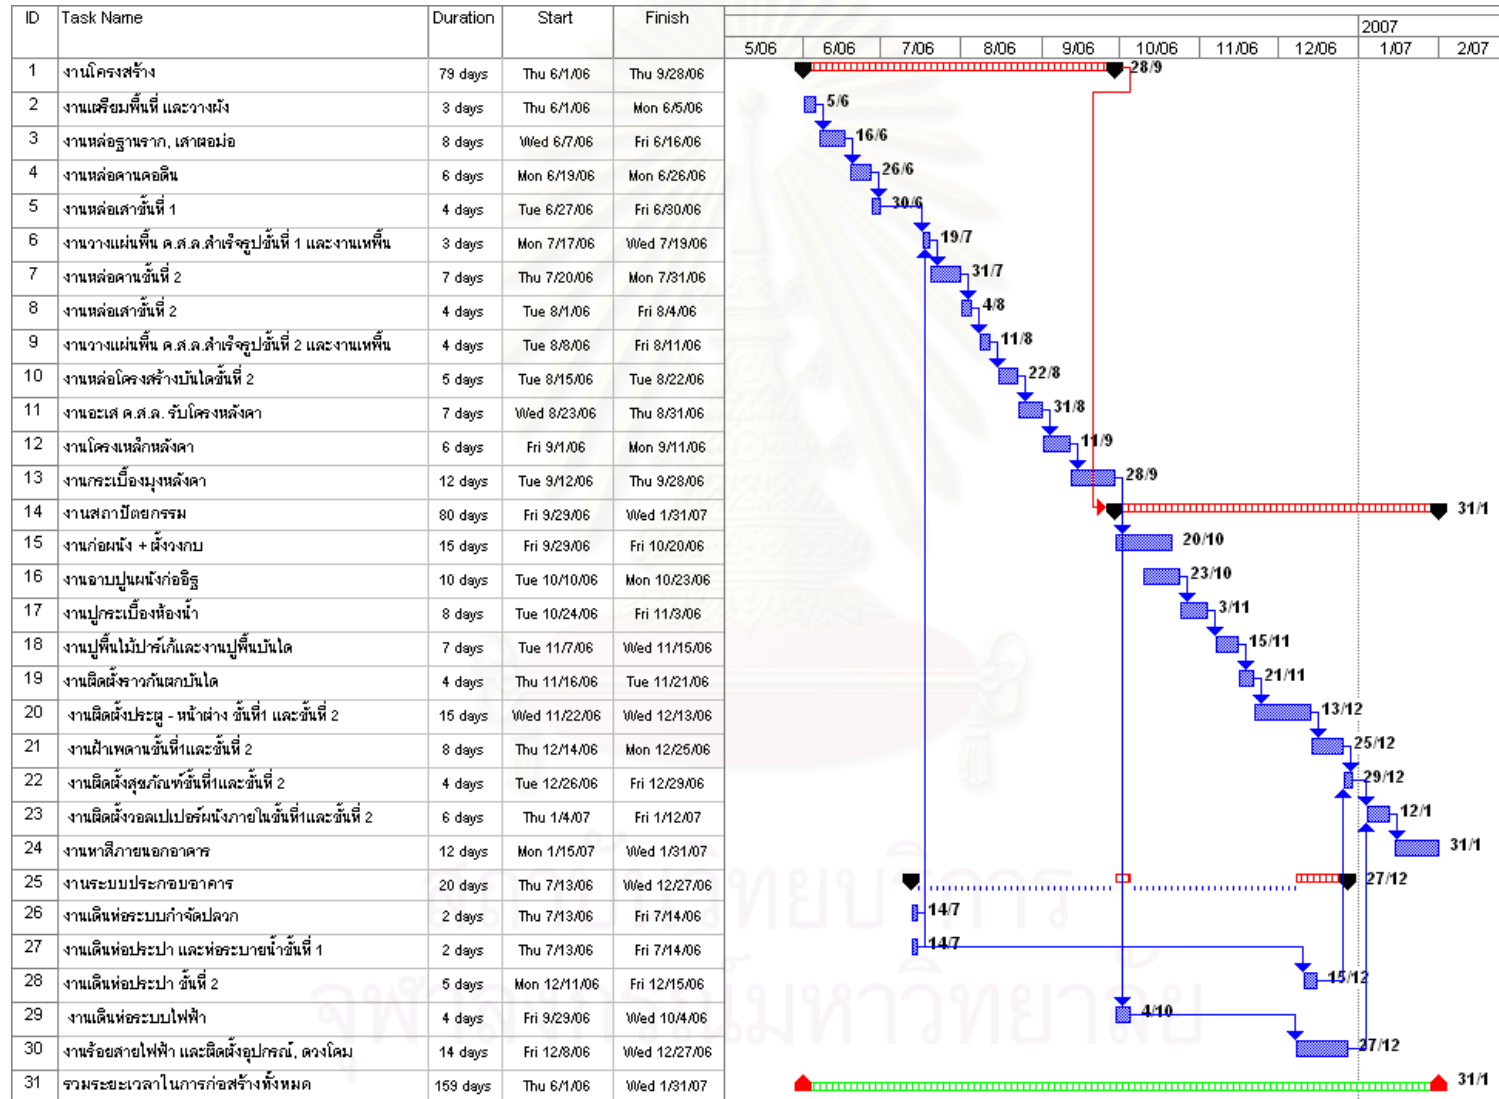 ID Task Name Duration Start Finish
2007
5/06 6/06 7/06 8/06 9/06 10/06 11/06 12/06 1/07 2/07
1 งานโครงสร้าง 79 days Thu 6/1/06 Thu 9/28/06 28/9
2 งานเตรียมพื้นที่ และวางผัง 3 days Thu 6/1/06 Mon 6/5/06 5/6
3 งานหล่อฐานราก, เสาตอม่อ 8 days Wed 6/7/06 Fri 6/16/06 16/6
4 งานหล่อคานคอดิน 6 days Mon 6/19/06 Mon 6/26/06 26/6
5 งานหล่อเสาชั้นที่ 1 4 days Tue 6/27/06 Fri 6/30/06 30/6
6 งานวางแผ่นพื้น ค.ส.ล.สำเร็จรูปชั้นที่ 1 และงานเทพื้น 3 days Mon 7/17/06 Wed 7/19/06 19/7
7 งานหล่อคานชั้นที่ 2 7 days Thu 7/20/06 Mon 7/31/06 31/7
8 งานหล่อเสาชั้นที่ 2 4 days Tue 8/1/06 Fri 8/4/06 4/8
9 งานวางแผ่นพื้น ค.ส.ล.สำเร็จรูปชั้นที่ 2 และงานเทพื้น 4 days Tue 8/8/06 Fri 8/11/06 11/8
10 งานหล่อโครงสร้างบันไดชั้นที่ 2 5 days Tue 8/15/06 Tue 8/22/06 22/8
11 งานอะเส ค.ส.ล. รับโครงหลังคา 7 days Wed 8/23/06 Thu 8/31/06 31/8
12 งานโครงเหล็กหลังคา 6 days Fri 9/1/06 Mon 9/11/06 11/9
13 งานกระเบื้องมุงหลังคา 12 days Tue 9/12/06 Thu 9/28/06 28/9
14 งานสถาปัตยกรรม 80 days Fri 9/29/06 Wed 1/31/07 31/1
15 งานก่อผนัง + ตั้งวงกบ 15 days Fri 9/29/06 Fri 10/20/06 20/10
16 งานฉาบปูนผนังก่ออิฐ 10 days Tue 10/10/06 Mon 10/23/06 23/10
17 งานปูกระเบื้องห้องน้ำ 8 days Tue 10/24/06 Fri 11/3/06 3/11
18 งานปูพื้นไม้ปาร์เก้และงานปูพื้นบันได 7 days Tue 11/7/06 Wed 11/15/06 15/11
19 งานติดตั้งราวกันตกบันได 4 days Thu 11/16/06 Tue 11/21/06 21/11
20 งานติดตั้งประตู - หน้าต่าง ชั้นที่1 และชั้นที่ 2 15 days Wed 11/22/06 Wed 12/13/06 13/12
21 งานฝ้าเพดานชั้นที่1และชั้นที่ 2 8 days Thu 12/14/06 Mon 12/25/06 25/12
22 งานติดตั้งสุขภัณฑ์ชั้นที่1และชั้นที่ 2 4 days Tue 12/26/06 Fri 12/29/06 29/12
23 งานติดตั้งวอลเปเปอร์ผนังภายในชั้นที่1และชั้นที่ 2 6 days Thu 1/4/07 Fri 1/12/07 12/1
24 งานทาสีภายนอกอาคาร 12 days Mon 1/15/07 Wed 1/31/07 31/1
25 งานระบบประกอบอาคาร 20 days Thu 7/13/06 Wed 12/27/06 27/12
26 งานเดินท่อระบบกำจัดปลวก 2 days Thu 7/13/06 Fri 7/14/06 14/7
27 งานเดินท่อประปา และท่อระบายน้ำชั้นที่ 1 2 days Thu 7/13/06 Fri 7/14/06 14/7
28 งานเดินท่อประปา ชั้นที่ 2 5 days Mon 12/11/06 Fri 12/15/06 15/12
29 งานเดินท่อระบบไฟฟ้า 4 days Fri 9/29/06 Wed 10/4/06 4/10
30 งานร้อยสายไฟฟ้า และติดตั้งอุปกรณ์, ดวงโคม 14 days Fri 12/8/06 Wed 12/27/06 27/12
31 รวมระยะเวลาในการก่อสร้างทั้งหมด 159 days Thu 6/1/06 Wed 1/31/07 31/1
สถาบันวิทยบริการ
จุฬาลงกรณ์มหาวิทยาลัย